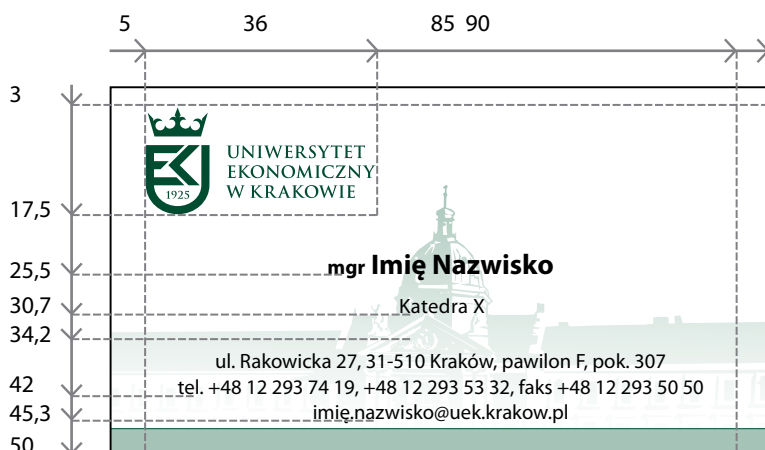 5 36 85 90
3
UNIWERSYTET
EKONOMICZNY
W KRAKOWIE
EK
1925
17,5
25,5
mgr Imię Nazwisko
30,7
Katedra X
34,2
ul. Rakowicka 27, 31-510 Kraków, pawilon F, pok. 307
42
tel. +48 12 293 74 19, +48 12 293 53 32, faks +48 12 293 50 50
45,3
imię.nazwisko@uek.krakow.pl
50